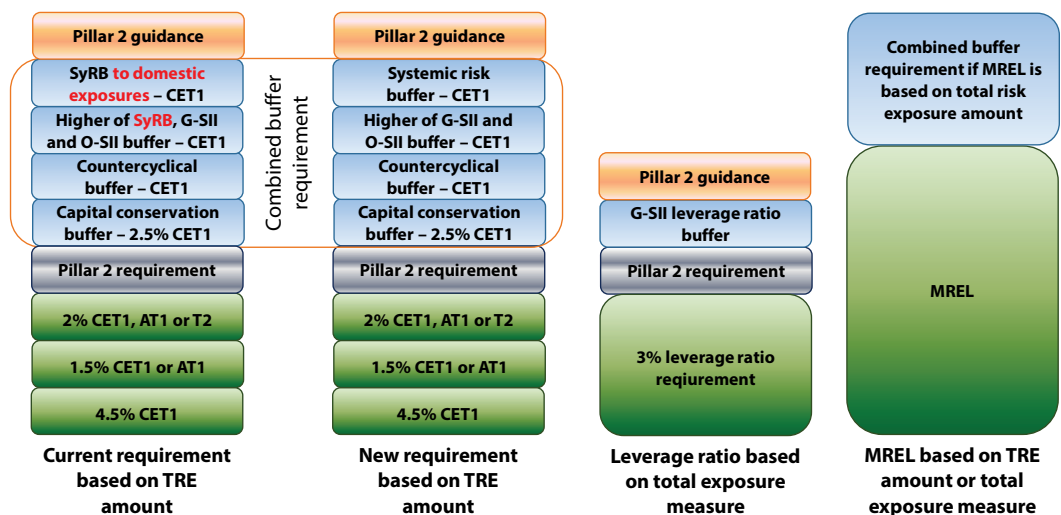 Pillar 2 guidance
SyRB to domestic
exposures – CET1
Higher of SyRB, G-SII
and O-SII buffer – CET1
Countercyclical
buffer – CET1
Capital conservation
buffer – 2.5% CET1
Pillar 2 requirement
2% CET1, AT1 or T2
1.5% CET1 or AT1
4.5% CET1
Current requirement
based on TRE
amount
Combined buffer
requirement
Pillar 2 guidance
Systemic risk
buffer – CET1
Higher of G-SII and
O-SII buffer – CET1
Countercyclical
buffer – CET1
Capital conservation
buffer – 2.5% CET1
Pillar 2 requirement
2% CET1, AT1 or T2
1.5% CET1 or AT1
4.5% CET1
New requirement
based on TRE
amount
Pillar 2 guidance
G-SII leverage ratio
buffer
Pillar 2 requirement
3% leverage ratio
reqiurement
Leverage ratio based
on total exposure
measure
Combined buffer
requirement if MREL is
based on total risk
exposure amount
MREL
MREL based on TRE
amount or total
exposure measure